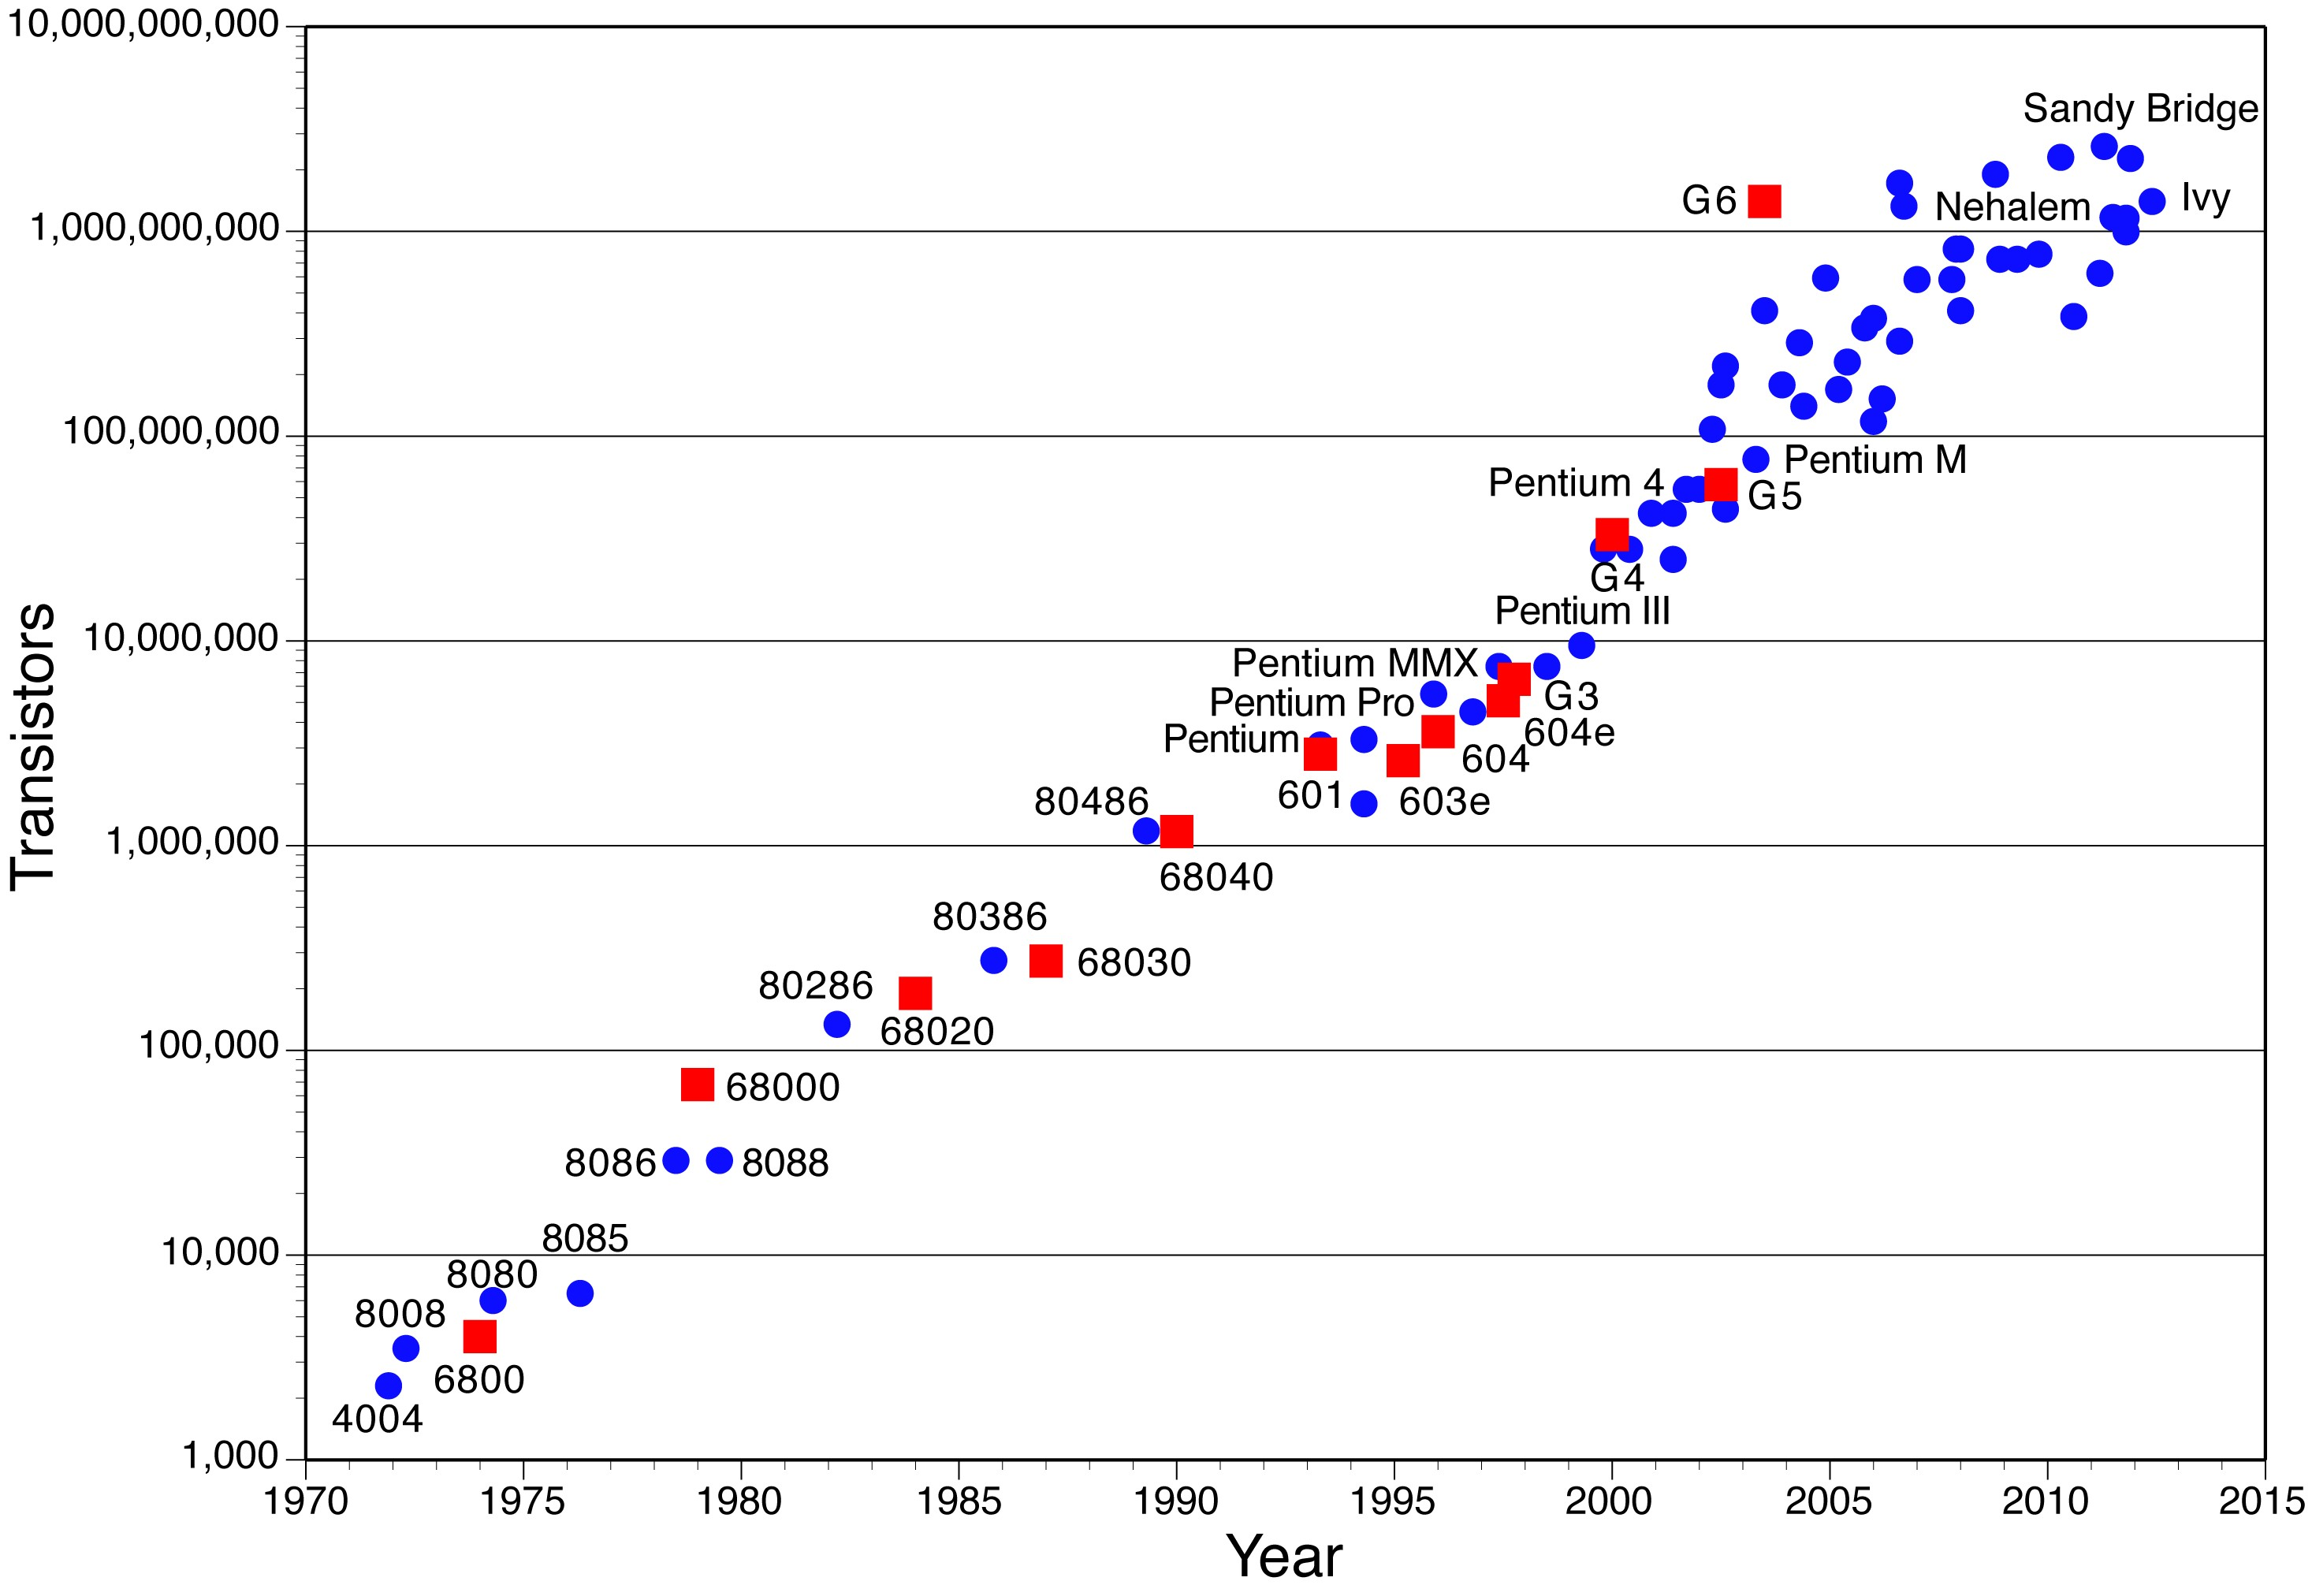 10,000,000,000
Sandy Bridge
G6
Nehalem
Ivy
1,000,000,000
100,000,000
Pentium M
Pentium 4
G5
G4
Pentium III
10,000,000
Pentium MMX
G3
Pentium Pro
604e
Pentium
604
601
603e
80486
1,000,000
68040
80386
68030
80286
68020
100,000
68000
8086
8088
8085
10,000
8080
8008
6800
4004
1,000
Transistors
1970 1975 1980 1985 1990 1995 2000 2005 2010 2015
Year